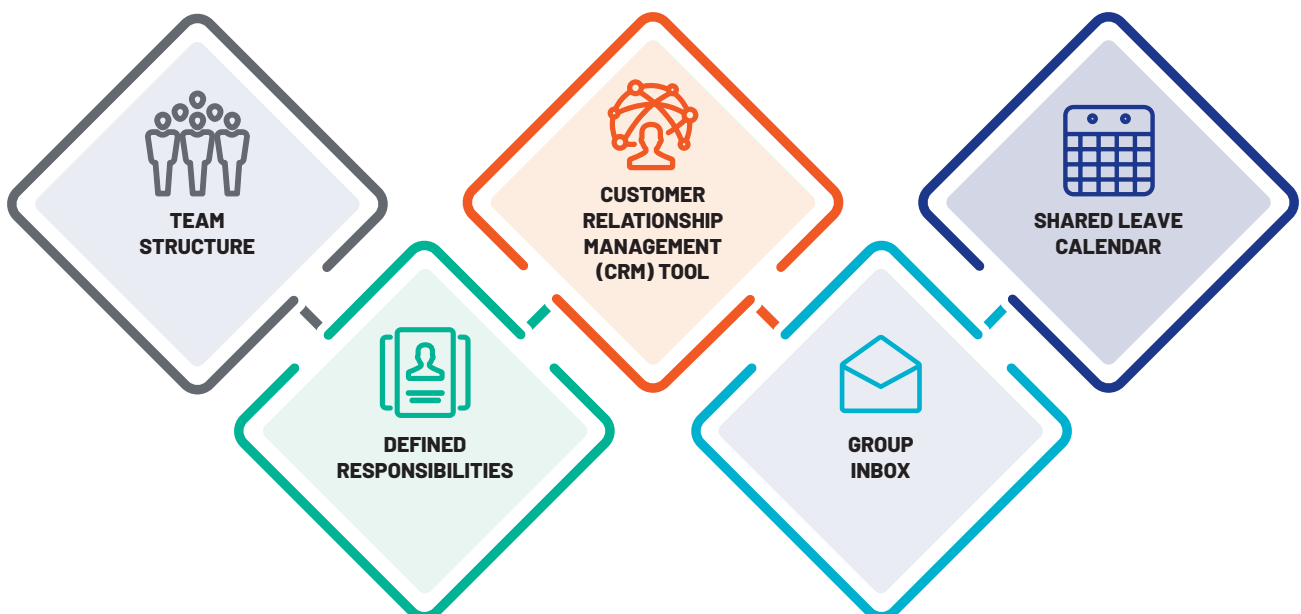 TEAM
STRUCTURE
DEFINED
RESPONSIBILITIES
CUSTOMER
RELATIONSHIP
MANAGEMENT
(CRM) TOOL
GROUP
INBOX
SHARED LEAVE
CALENDAR